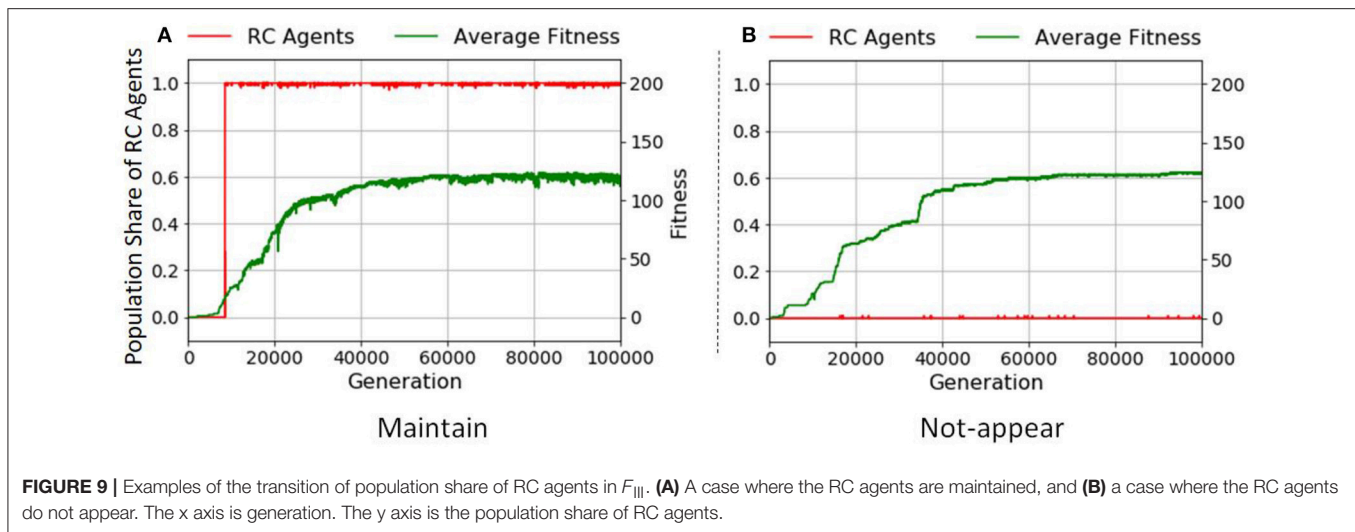 A
RC Agents
Average Fitness
Population Share of RC Agents
1.0
0.8
0.6
0.4
0.2
0.0
200
150
100
50
0
Fitness
0
20000
40000
60000
80000
100000
Generation
Maintain
B
RC Agents
Average Fitness
1.0
0.8
0.6
0.4
0.2
0.0
200
150
100
50
0
0
20000
40000
60000
80000
100000
Generation
Not-appear
FIGURE 9 | Examples of the transition of population share of RC agents in F_III. (A) A case where the RC agents are maintained, and (B) a case where the RC agents
do not appear. The x axis is generation. The y axis is the population share of RC agents.